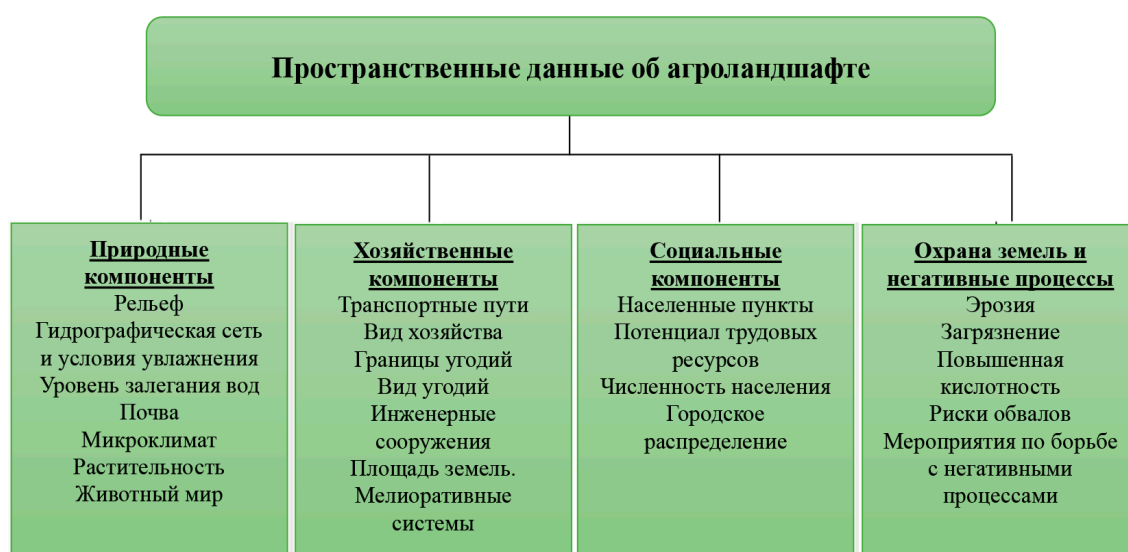 Пространственные данные об агроландшафте
Природные
компоненты
Рельеф
Гидрографическая сеть
и условия увлажнения
Уровень залегания вод
Почва
Микроклимат
Растительность
Животный мир
Хозяйственные
компоненты
Транспортные пути
Вид хозяйства
Границы угодий
Вид угодий
Инженерные
сооружения
Площадь земель.
Мелиоративные
системы
Социальные
компоненты
Населенные пункты
Потенциал трудовых
ресурсов
Численность населения
Городское
распределение
Охрана земель и
негативные процессы
Эрозия
Загрязнение
Повышенная
кислотность
Риски обвалов
Мероприятия по борьбе
с негативными
процессами